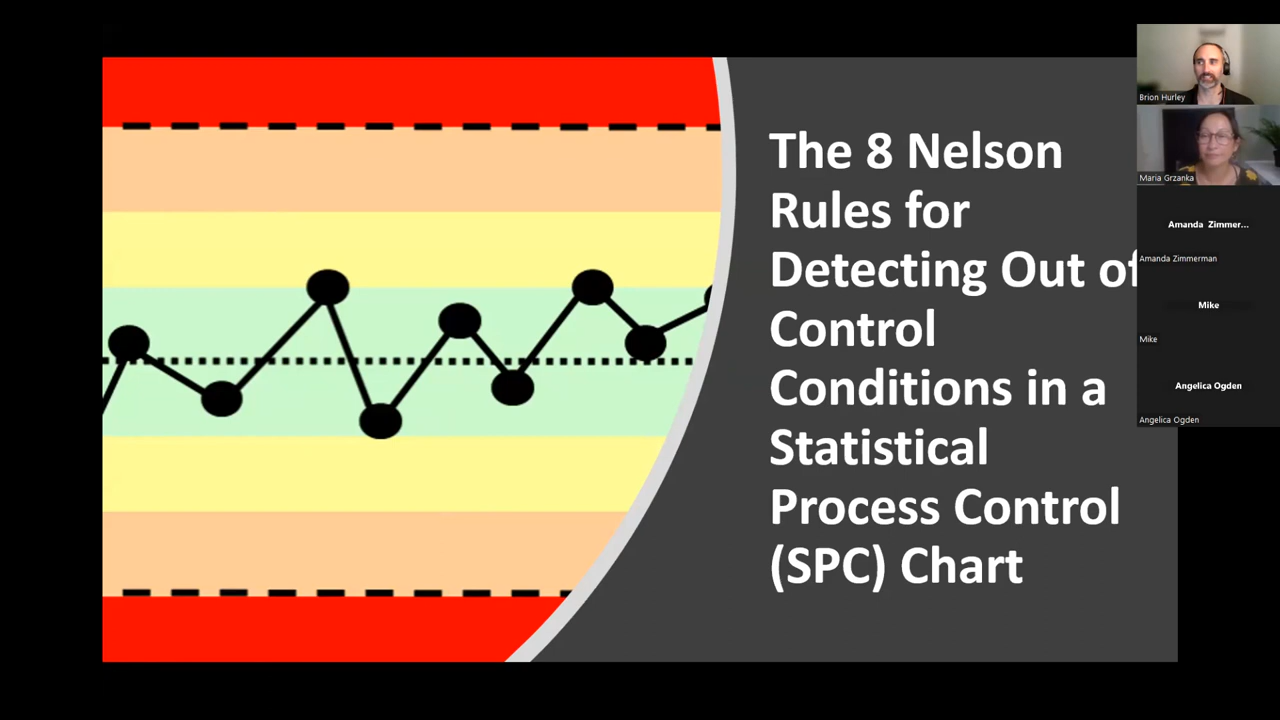 The 8 Nelson
Rules for
Detecting Out of
Control
Conditions in a
Statistical
Process Control
(SPC) Chart
Brion Hurley
Maria Grzanka
Amanda Zimmer...
Amanda Zimmerman
Mike
Mike
Angelica Ogden
Angelica Ogden